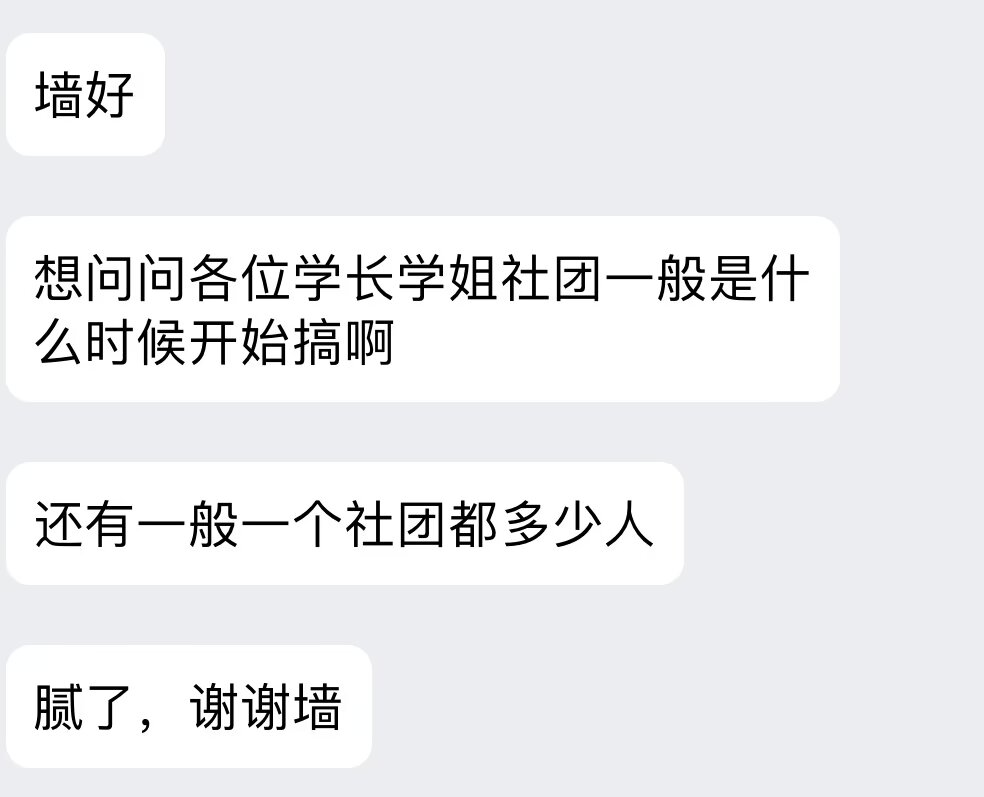 墙好
想问问各位学长学姐社团一般是什
么时候开始搞啊
还有一般一个社团都多少人
腻了，谢谢墙